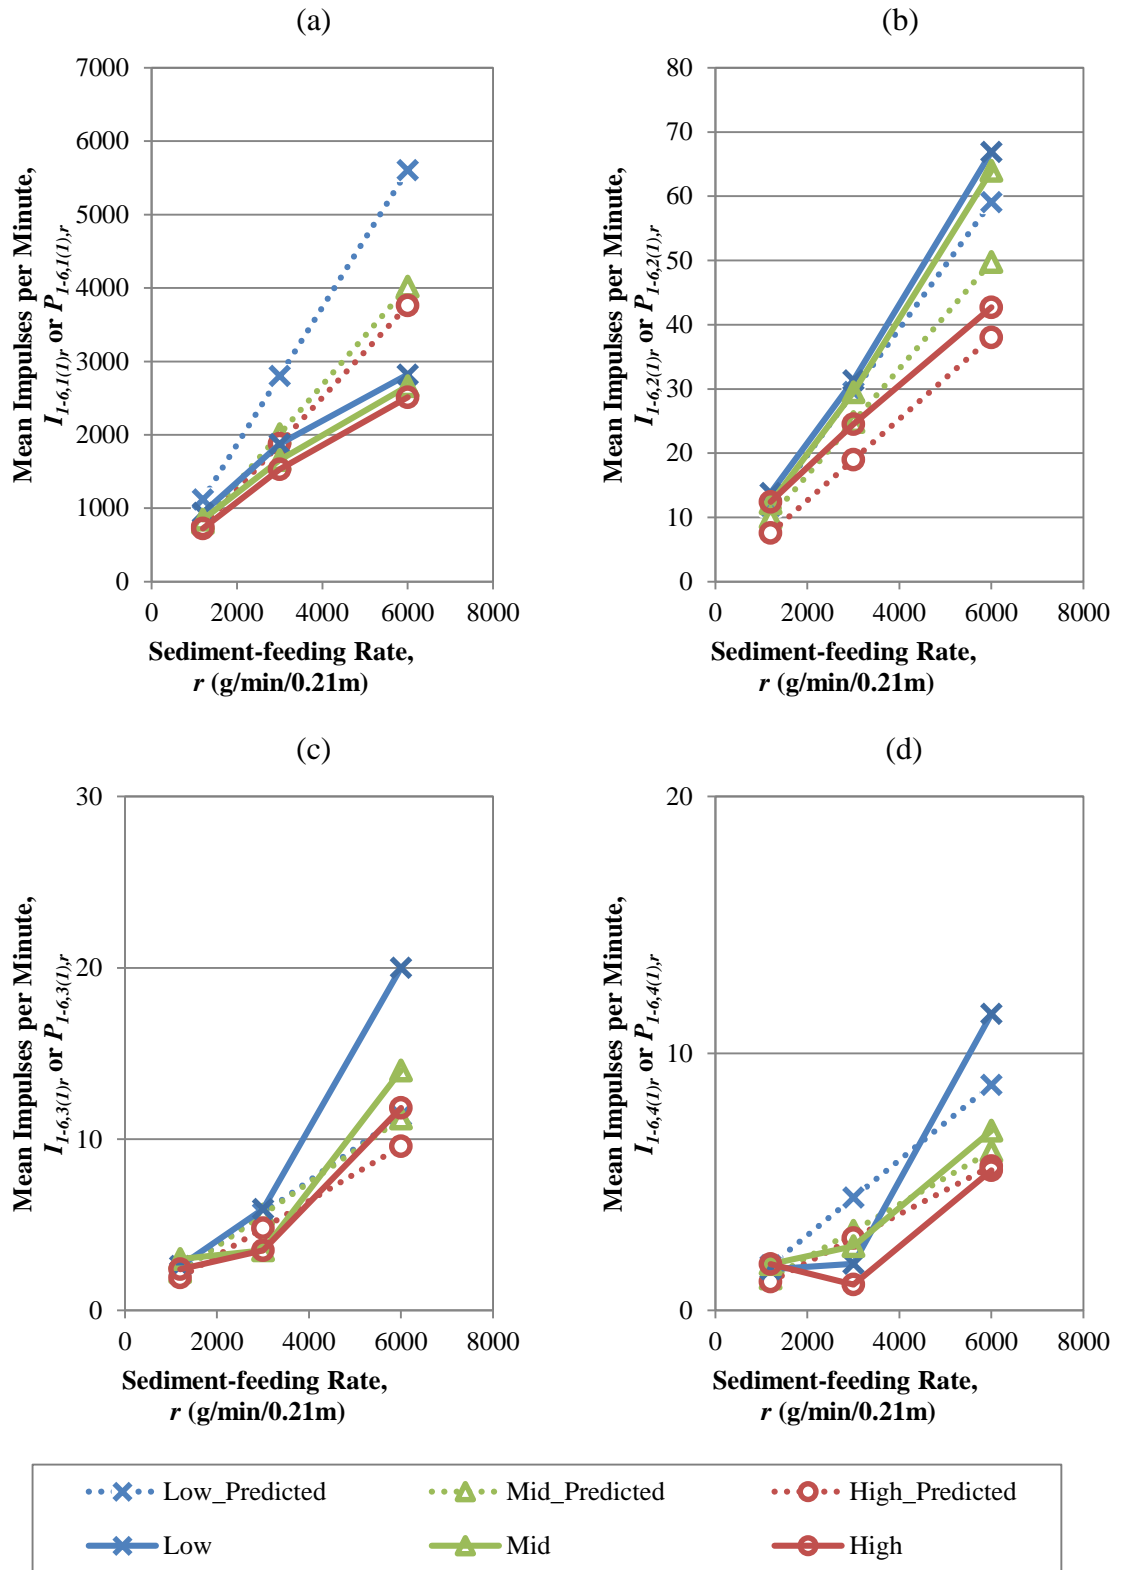 (a)
7000
6000
5000
4000
3000
2000
1000
0
0 2000 4000 6000 8000
Mean Impulses per Minute,
I1-6,1(1)r or P1-6,1(1),r
Sediment-feeding Rate,
r (g/min/0.21m)
(b)
80
70
60
50
40
30
20
10
0
0 2000 4000 6000 8000
Mean Impulses per Minute,
I1-6,2(1)r or P1-6,2(1),r
Sediment-feeding Rate,
r (g/min/0.21m)
(c)
30
20
10
0
0 2000 4000 6000 8000
Mean Impulses per Minute,
I1-6,3(1)r or P1-6,3(1),r
Sediment-feeding Rate,
r (g/min/0.21m)
(d)
20
10
0
0 2000 4000 6000 8000
Mean Impulses per Minute,
I1-6,4(1)r or P1-6,4(1),r
Sediment-feeding Rate,
r (g/min/0.21m)
Low_Predicted Mid_Predicted High_Predicted
Low Mid High